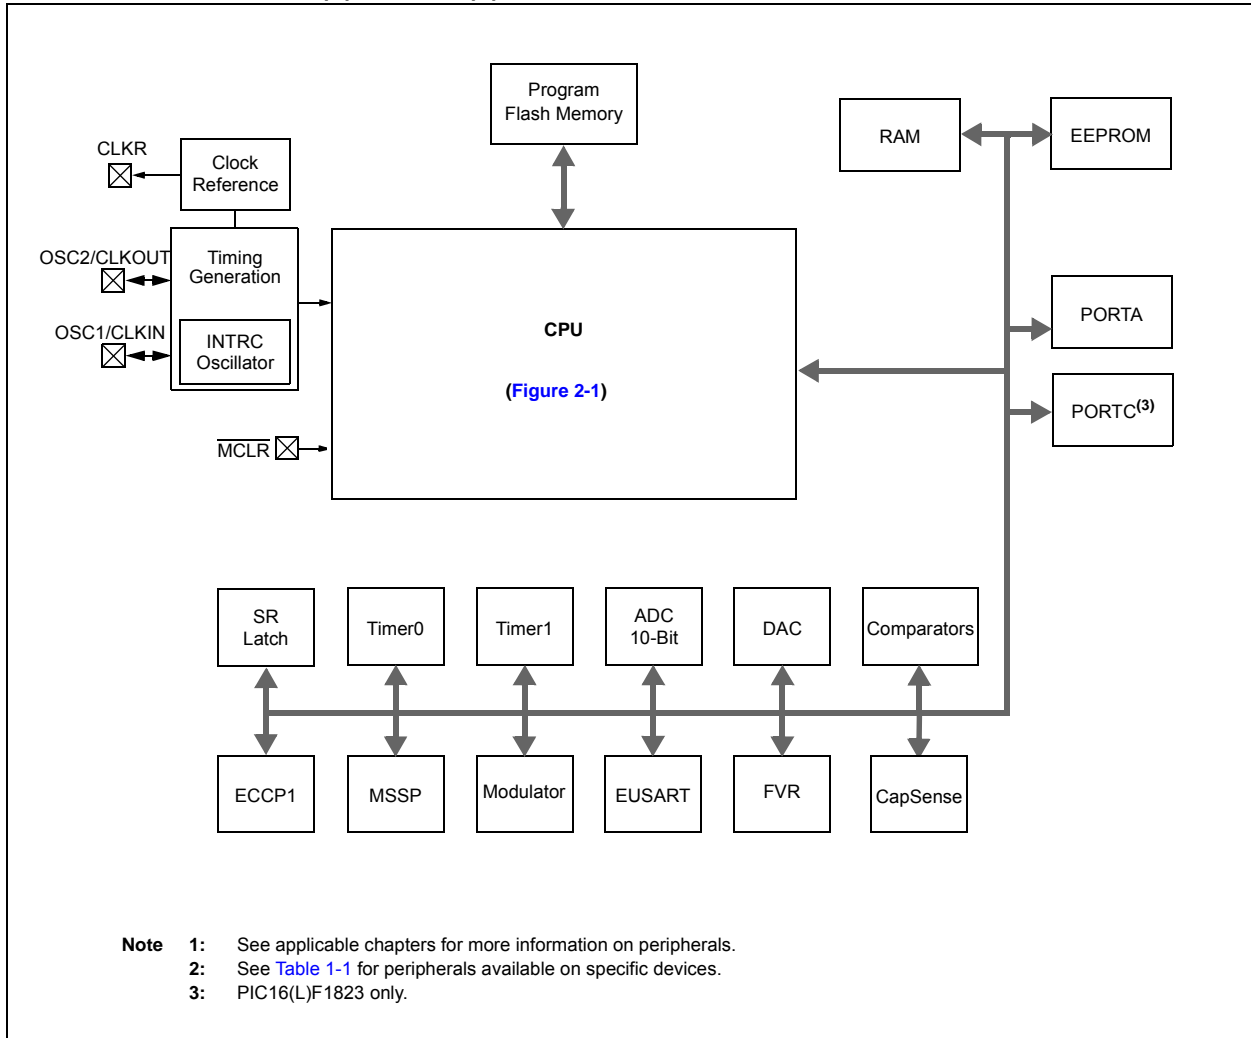 Program
Flash Memory
RAM
EEPROM
CLKR
Clock
Reference
OSC2/CLKOUT
Timing
Generation
OSC1/CLKIN
INTRC
Oscillator
CPU
(Figure 2-1)
MCLR
PORTA
PORTC(3)
SR
Latch
Timer0
Timer1
ADC
10-Bit
DAC
Comparators
ECCP1
MSSP
Modulator
EUSART
FVR
CapSense
Note 1: See applicable chapters for more information on peripherals.
2: See Table 1-1 for peripherals available on specific devices.
3: PIC16(L)F1823 only.